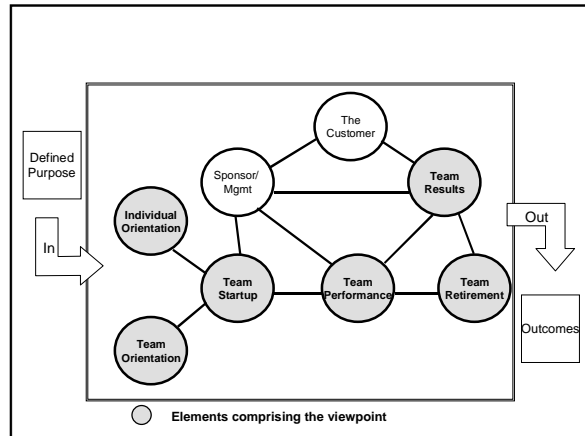 The
Customer
Defined
Purpose
Sponsor/
Mgmt
Team
Results
Individual
Orientation
In
Out
Team
Startup
Team
Performance
Team
Retirement
Team
Orientation
Outcomes
Elements comprising the viewpoint